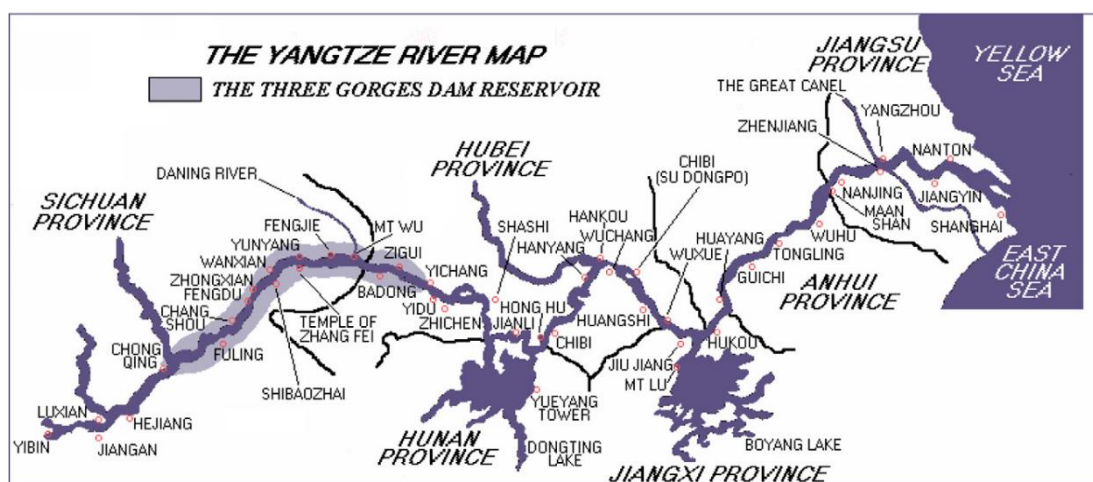 THE YANGTZE RIVER MAP
THE THREE GORGES DAM RESERVOIR
JIANGSU
PROVINCE
YELLOW
SEA
THE GREAT CANEL
YANGZHOU
ZHENJIANG
NANTON
HUBEI
PROVINCE
CHIBI
(SU DONGPO)
DANING RIVER
SICHUAN
PROVINCE
MT WU
FENGJIE
SHASHI
HANKOU
WUCHANG
HANYANG
NANJING
JIANGYIN
MAAN
SHAN
SHANGHAI
YUNYANG
ZIGUI
WANXIAN
HUAYANG
WUXUE
WUHU
TONGLING
EAST
CHINA
SEA
ZHONGXIAN
FENGDU
YICHANG
BADONG
GUICHI
ANHUI
PROVINCE
CHANG
SHOU
YIDU
ZHICHEN
HONG HU
JIANLI
HUANGSHI
TEMPLE OF
ZHANG FEI
CHIBI
HUKOU
CHONG
QING
FULING
JIU JIANG
MT LU
SHIBAOZHAI
YUEYANG
TOWER
LUXIAN
HEJIANG
YIBIN
JIANGAN
HUNAN
PROVINCE
DONGTING
LAKE
BOYANG LAKE
JIANGXI PROVINCE